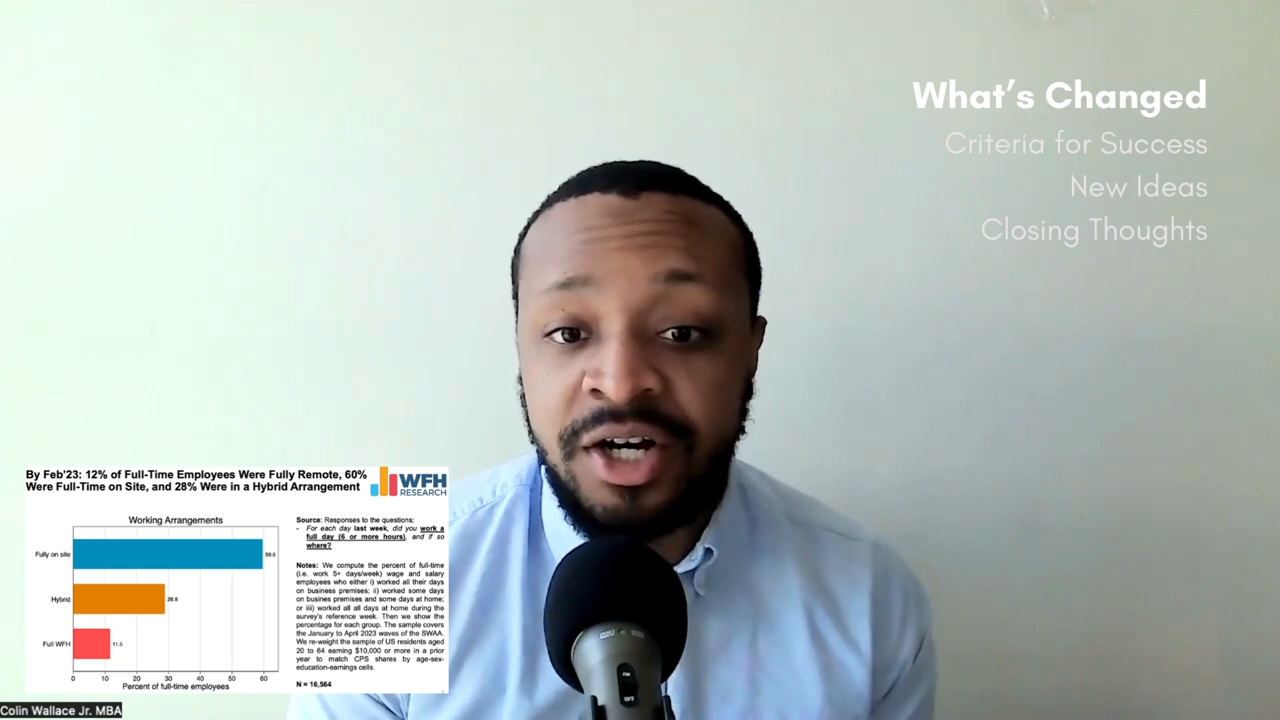 What's Changed
Criteria for Success
New Ideas
Closing Thoughts
By Feb'23: 12% of Full-Time Employees Were Fully Remote, 60%
Were Full-Time on Site, and 28% Were in a Hybrid Arrangement
WFH
RESEARCH
Working Arrangements
Fully on site
59.6
Hybrid
28.8
Full WFH
11.5
0 10 20 30 40 50 60
Percent of full-time employees
Source: Responses to the questions:
- For each day last week, did you work a
full day (6 or more hours), and if so
where?
Notes: We compute the percent of full-time
(i.e. work 5+ days/week) wage and salary
employees who either i) worked all their days
on business premises; ii) worked some days
on business premises and some days at home;
or iii) worked all all days at home during the
survey's reference week. Then we show the
percentage for each group. The sample covers
the January to April 2023 waves of the SWAA.
We re-weight the sample of US residents aged
20 to 64 earning $10,000 or more in a prior
year to match CPS shares by age-sex-
education-earnings cells.
N = 16,564
OFF
Colin Wallace Jr. MBA